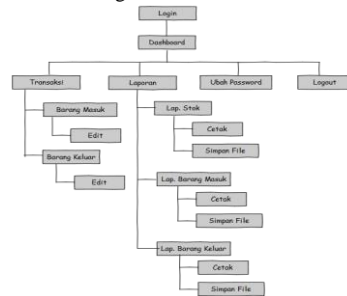 Login
Dashboard
Transaksi
Laporan
Ubah Password
Logout
Barang Masuk
Edit
Barang Keluar
Edit
Lap. Stok
Cetak
Simpan File
Lap. Barang Masuk
Cetak
Simpan File
Lap. Barang Keluar
Cetak
Simpan File